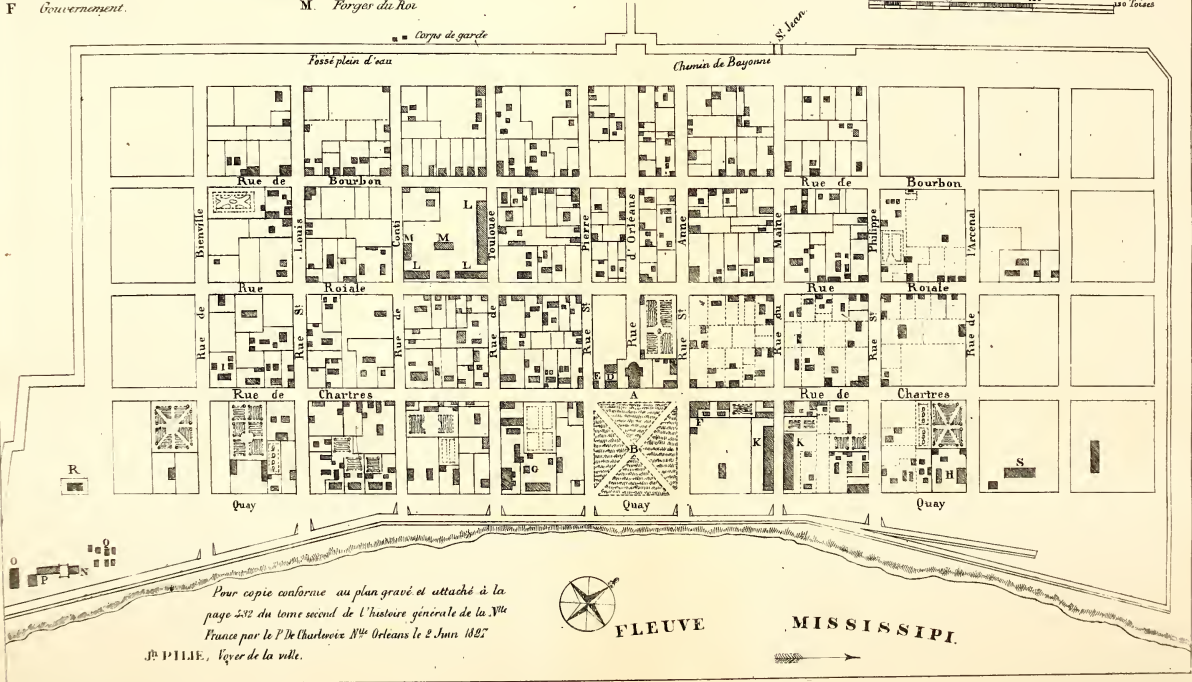 F Gouvernement.
M. Forges du Roi
120 Toises
Corps de garde
St Jean
Fossé plein d'eau
Chemin de Bayonne
Rue de Bourbon
Rue de Bourbon
L
M M
L L
Rue de Bienville
Rue St Louis
Rue de Conti
Rue de Toulouse
Rue St Pierre
Rue d'Orléans
Rue St Anne
Rue du Maine
Rue St Philippe
Rue de l'Arcenal
Rue Roiale
Rue Roiale
I
E D
Rue de Chartres
A
Rue de Chartres
F
B
K K
G
H
S
R
Quay
Quay
Quay
O
O
P N
Pour copie conforme au plan gravé et attaché à la
page 432 du tome second de l'histoire générale de la Nlle
France par le P. De Charlevoix Nlle Orléans le 2 Juin 1827
Jh PILIE, Voyer de la ville.
FLEUVE MISSISSIPI.